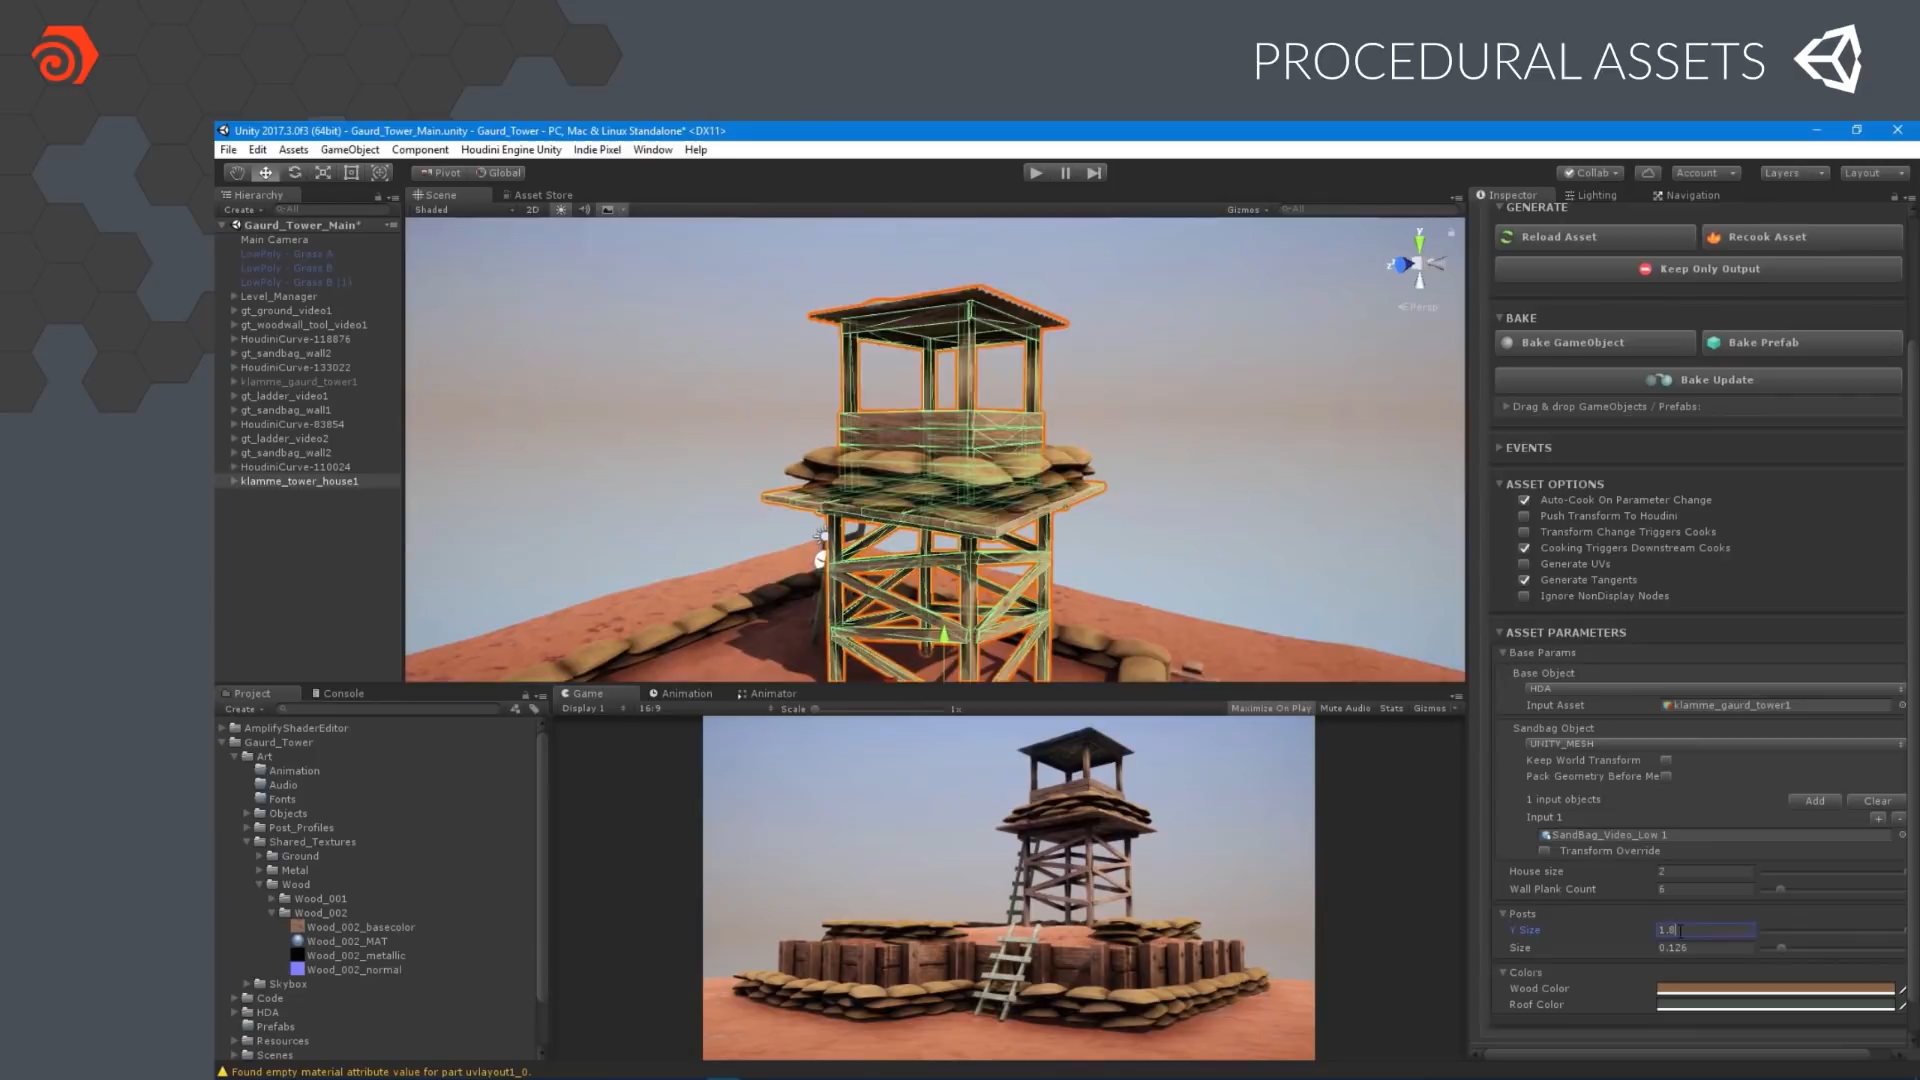 PROCEDURAL ASSETS
Unity 2017.3.0f3 (64bit) - Gaurd_Tower_Main.unity - Gaurd_Tower - PC, Mac & Linux Standalone* <DX11>
File Edit Assets GameObject Component Houdini Engine Unity Indie Pixel Window Help
Pivot Global
Collab Account Layers Layout
Hierarchy
Create All
Gaurd_Tower_Main*
Main Camera
LowPoly - Grass A
LowPoly - Grass B
LowPoly - Grass B (1)
Level_Manager
gt_ground_video1
gt_woodwall_tool_video1
HoudiniCurve-118876
gt_sandbag_wall2
HoudiniCurve-133022
klamme_gaurd_tower1
gt_ladder_video1
gt_sandbag_wall1
HoudiniCurve-83854
gt_ladder_video2
gt_sandbag_wall2
HoudiniCurve-110024
klamme_tower_house1
Scene Asset Store
Shaded 2D Gizmos All
y
z
Persp
Inspector Lighting Navigation
GENERATE
Reload Asset Recook Asset
Keep Only Output
BAKE
Bake GameObject Bake Prefab
Bake Update
Drag & drop GameObjects / Prefabs:
EVENTS
ASSET OPTIONS
Auto-Cook On Parameter Change
Push Transform To Houdini
Transform Change Triggers Cooks
Cooking Triggers Downstream Cooks
Generate UVs
Generate Tangents
Ignore NonDisplay Nodes
ASSET PARAMETERS
Base Params
Base Object
HDA
Input Asset klamme_gaurd_tower1
Sandbag Object
UNITY_MESH
Keep World Transform
Pack Geometry Before Me
1 input objects Add Clear
Input 1 + -
SandBag_Video_Low 1
Transform Override
House size 2
Wall Plank Count 6
Posts
Y Size 1.8
Size 0.126
Colors
Wood Color
Roof Color
Project Console
Create
AmplifyShaderEditor
Gaurd_Tower
Art
Animation
Audio
Fonts
Objects
Post_Profiles
Shared_Textures
Ground
Metal
Wood
Wood_001
Wood_002
Wood_002_basecolor
Wood_002_MAT
Wood_002_metallic
Wood_002_normal
Skybox
Code
HDA
Prefabs
Resources
Scenes
Game Animation Animator
Display 1 16:9 Scale 1x Maximize On Play Mute Audio Stats Gizmos
Found empty material attribute value for part uvlayout1_0.